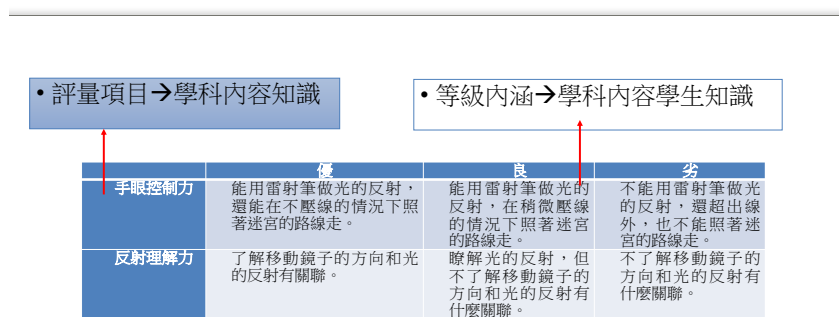 • 評量項目→學科內容知識
• 等級內涵→學科內容學生知識
優 良 劣
手眼控制力
能用雷射筆做光的反射，
還能在不壓線的情況下照
著迷宮的路線走。
能用雷射筆做光的
反射，在稍微壓線
的情況下照著迷宮
的路線走。
不能用雷射筆做光
的反射，還超出線
外，也不能照著迷
宮的路線走。
反射理解力
了解移動鏡子的方向和光
的反射有關聯。
瞭解光的反射，但
不了解移動鏡子的
方向和光的反射有
什麼關聯。
不了解移動鏡子的
方向和光的反射有
什麼關聯。